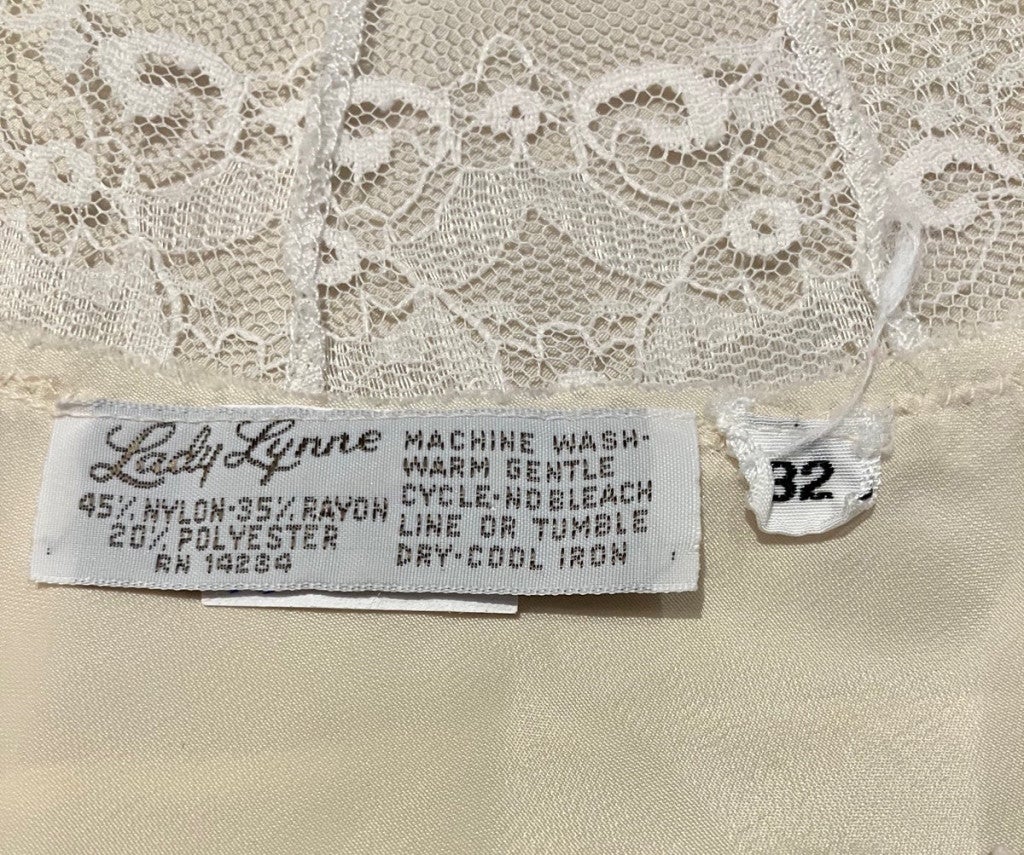 Lady Lynne
45% NYLON·35% RAYON
20% POLYESTER
RN 14234
MACHINE WASH-
WARM GENTLE
CYCLE·NO BLEACH
LINE OR TUMBLE
DRY·COOL IRON
32